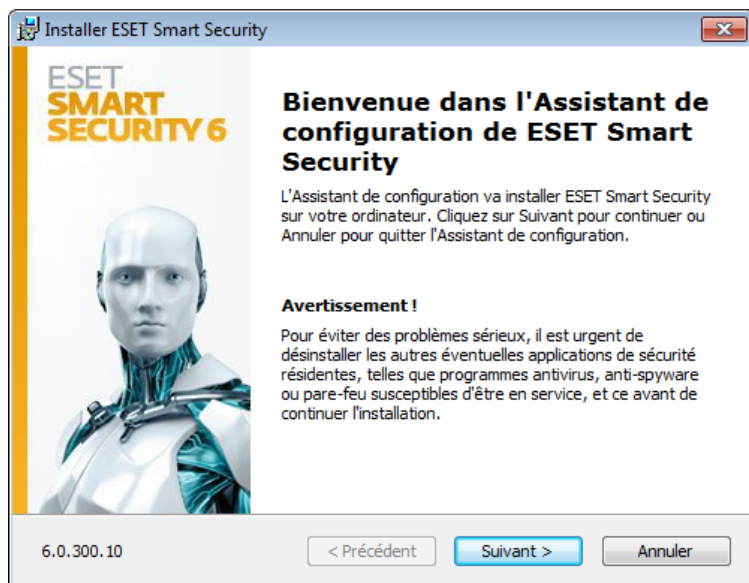 Installer ESET Smart Security
ESET
SMART
SECURITY 6
Bienvenue dans l'Assistant de
configuration de ESET Smart
Security
L'Assistant de configuration va installer ESET Smart Security
sur votre ordinateur. Cliquez sur Suivant pour continuer ou
Annuler pour quitter l'Assistant de configuration.
Avertissement !
Pour éviter des problèmes sérieux, il est urgent de
désinstaller les autres éventuelles applications de sécurité
résidentes, telles que programmes antivirus, anti-spyware
ou pare-feu susceptibles d'être en service, et ce avant de
continuer l'installation.
6.0.300.10
< Précédent
Suivant >
Annuler